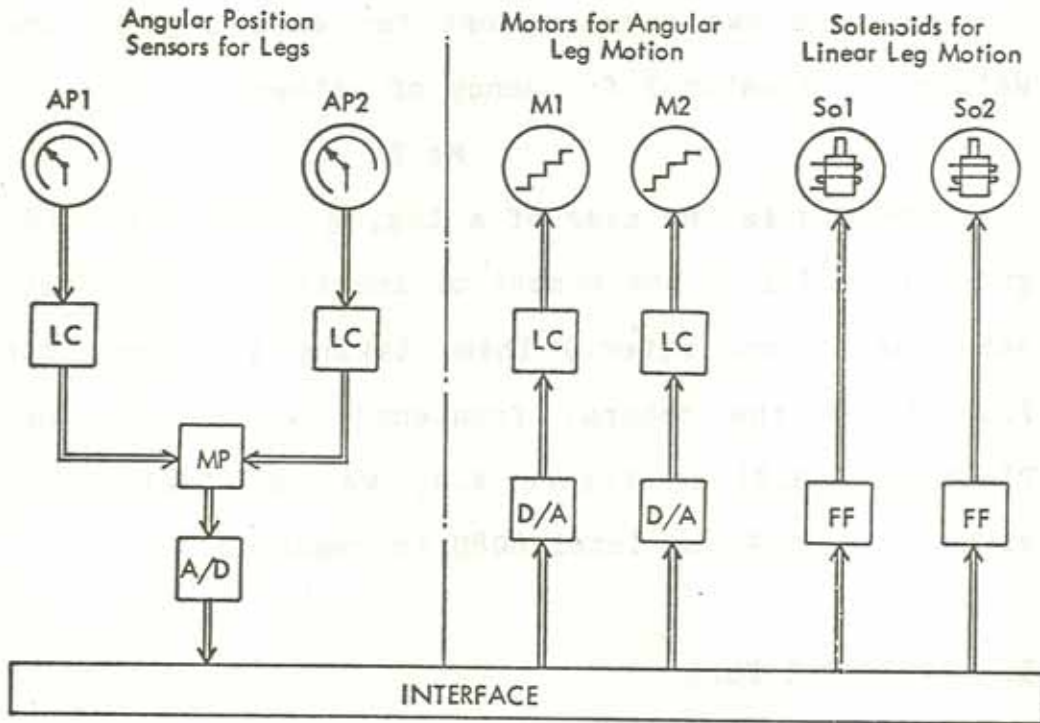 Angular Position
Sensors for Legs
Motors for Angular
Leg Motion
Solenoids for
Linear Leg Motion
AP1
AP2
M1
M2
So1
So2
LC
LC
LC
LC
MP
D/A
D/A
FF
FF
A/D
INTERFACE